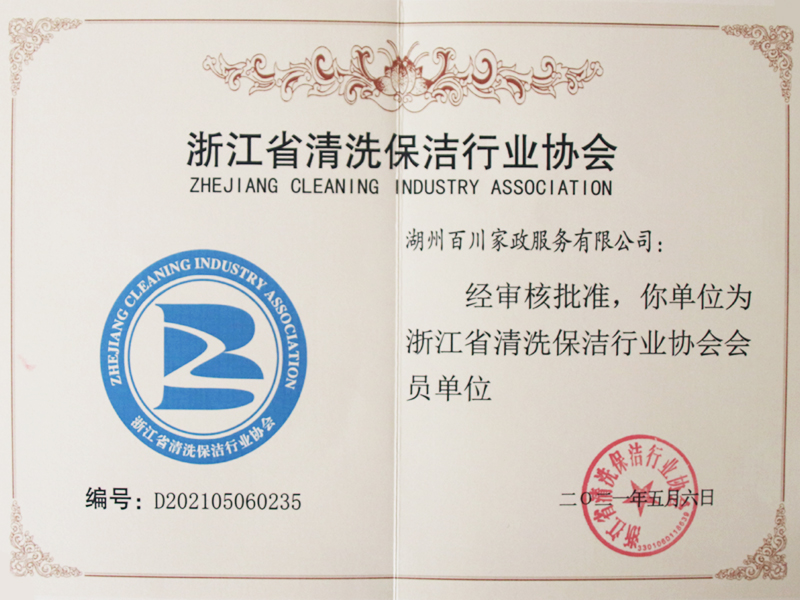 浙江省清洗保洁行业协会
ZHEJIANG CLEANING INDUSTRY ASSOCIATION
ZHEJIANG CLEANING INDUSTRY ASSOCIATION
浙江省清洗保洁行业协会
编号：D202105060235
湖州百川家政服务有限公司：
经审核批准，你单位为
浙江省清洗保洁行业协会会
员单位
二〇二一年五月六日
浙江省清洗保洁行业协会